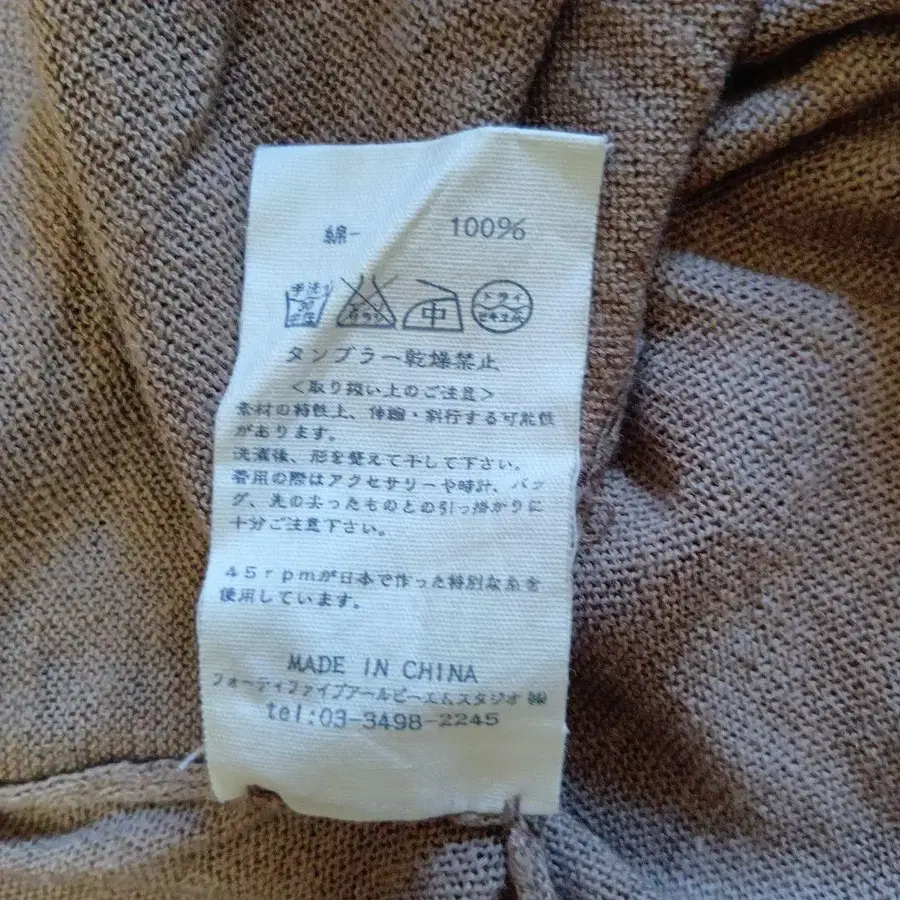 綿- 100%
手洗イ 中 ドライ
タンブラー乾燥禁止
<取り扱い上のご注意>
素材の特性上、伸縮・斜行する可能性
があります。
洗濯後、形を整えて干して下さい。
着用の際はアクセサリーや時計、バッ
グ、先の尖ったものとの引っ掛かりに
十分ご注意下さい。
45rpmが日本で作った特別な糸を
使用しています。
MADE IN CHINA
フォーティファイブアールピーエムスタジオ ㈱
tel:03-3498-2245